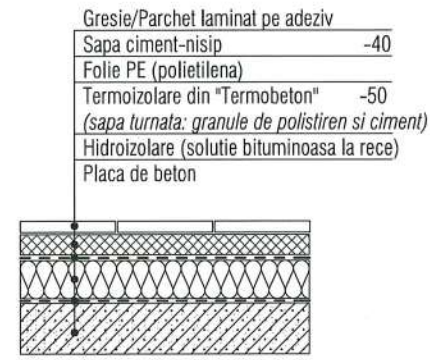 Gresie/Parchet laminat pe adeziv
Sapa ciment-nisip -40
Folie PE (polietilena)
Termoizolare din "Termobeton" -50
(sapa turnata: granule de polistiren si ciment)
Hidroizolare (solutie bituminoasa la rece)
Placa de beton